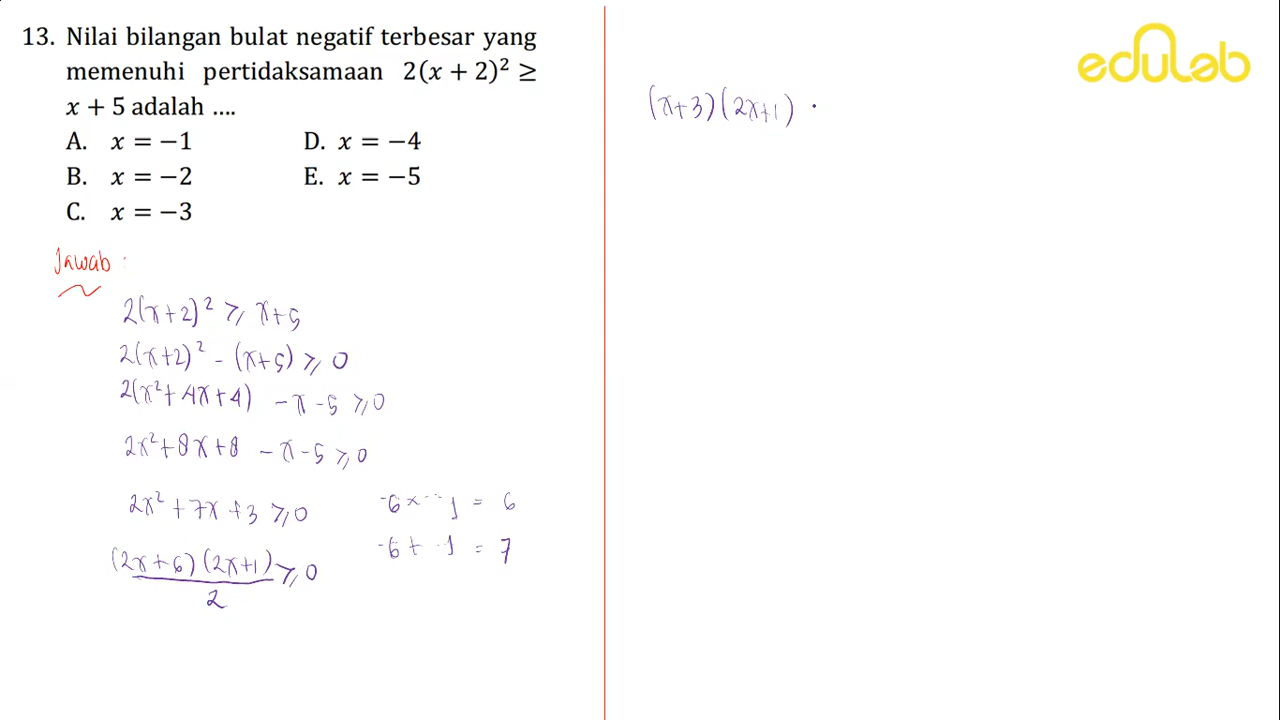 13. Nilai bilangan bulat negatif terbesar yang
memenuhi pertidaksamaan 2(x + 2)² ≥
x + 5 adalah ....
A. x = −1
D. x = −4
B. x = −2
E. x = −5
C. x = −3
Jawab :
2(x+2)² ≥ x+5
2(x+2)² - (x+5) ≥ 0
2(x²+4x+4) -x-5 ≥ 0
2x²+8x+8 -x-5 ≥ 0
2x²+7x+3 ≥ 0
6 × 1 = 6
(2x+6)(2x+1) ≥ 0
6 + 1 = 7
2
edulab
(x+3)(2x+1)